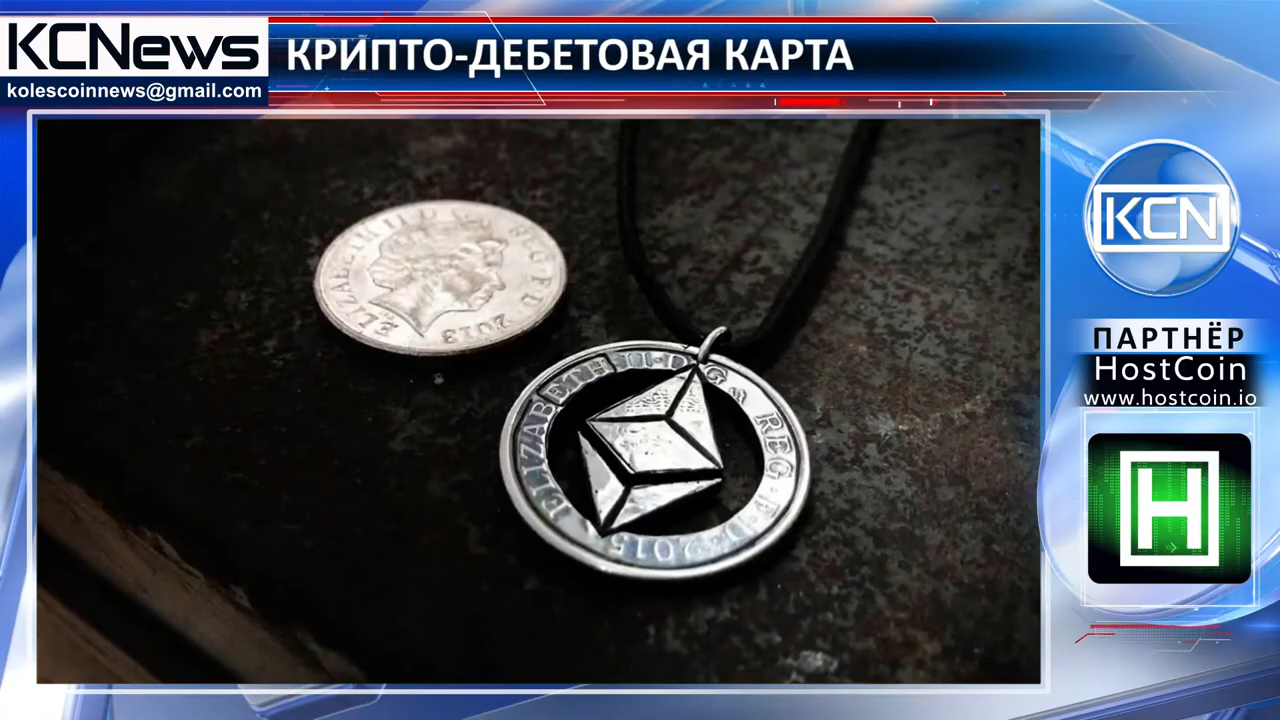 KCNews
kolescoinnews@gmail.com
КРИПТО-ДЕБЕТОВАЯ КАРТА
ELIZABETH II D G REG F D
2013
ELIZABETH·II·D·G
REG·F·D·2015
KCN
ПАРТНЁР
HostCoin
www.hostcoin.io
H